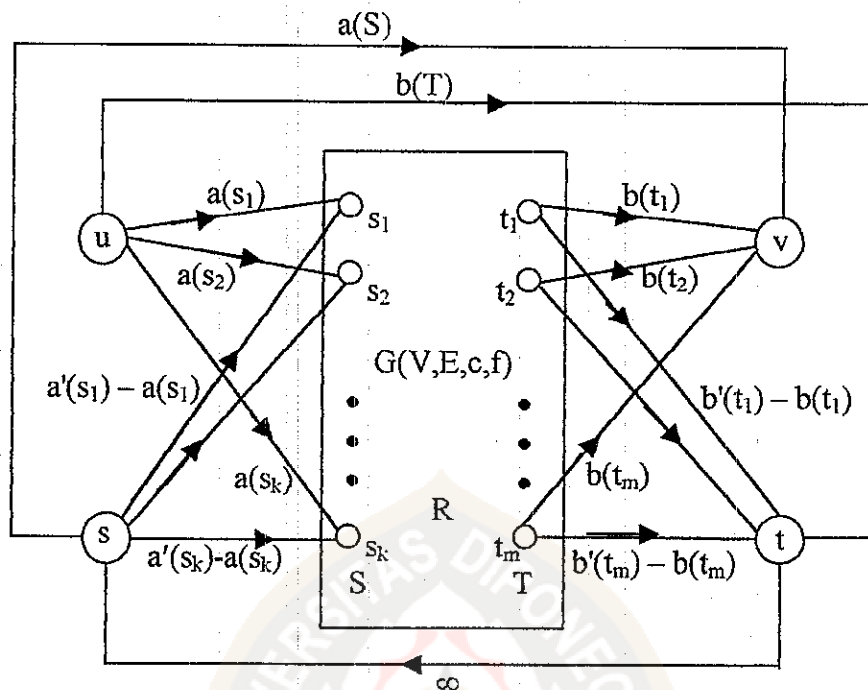 a(S)
b(T)
a(s₁)
s₁
t₁
b(t₁)
u
v
a(s₂)
s₂
t₂
b(t₂)
G(V,E,c,f)
a'(s₁) – a(s₁)
b'(t₁) – b(t₁)
a(sₖ)
b(tₘ)
R
s
a'(sₖ)-a(sₖ)
sₖ
tₘ
b'(tₘ) – b(tₘ)
t
S
T
∞